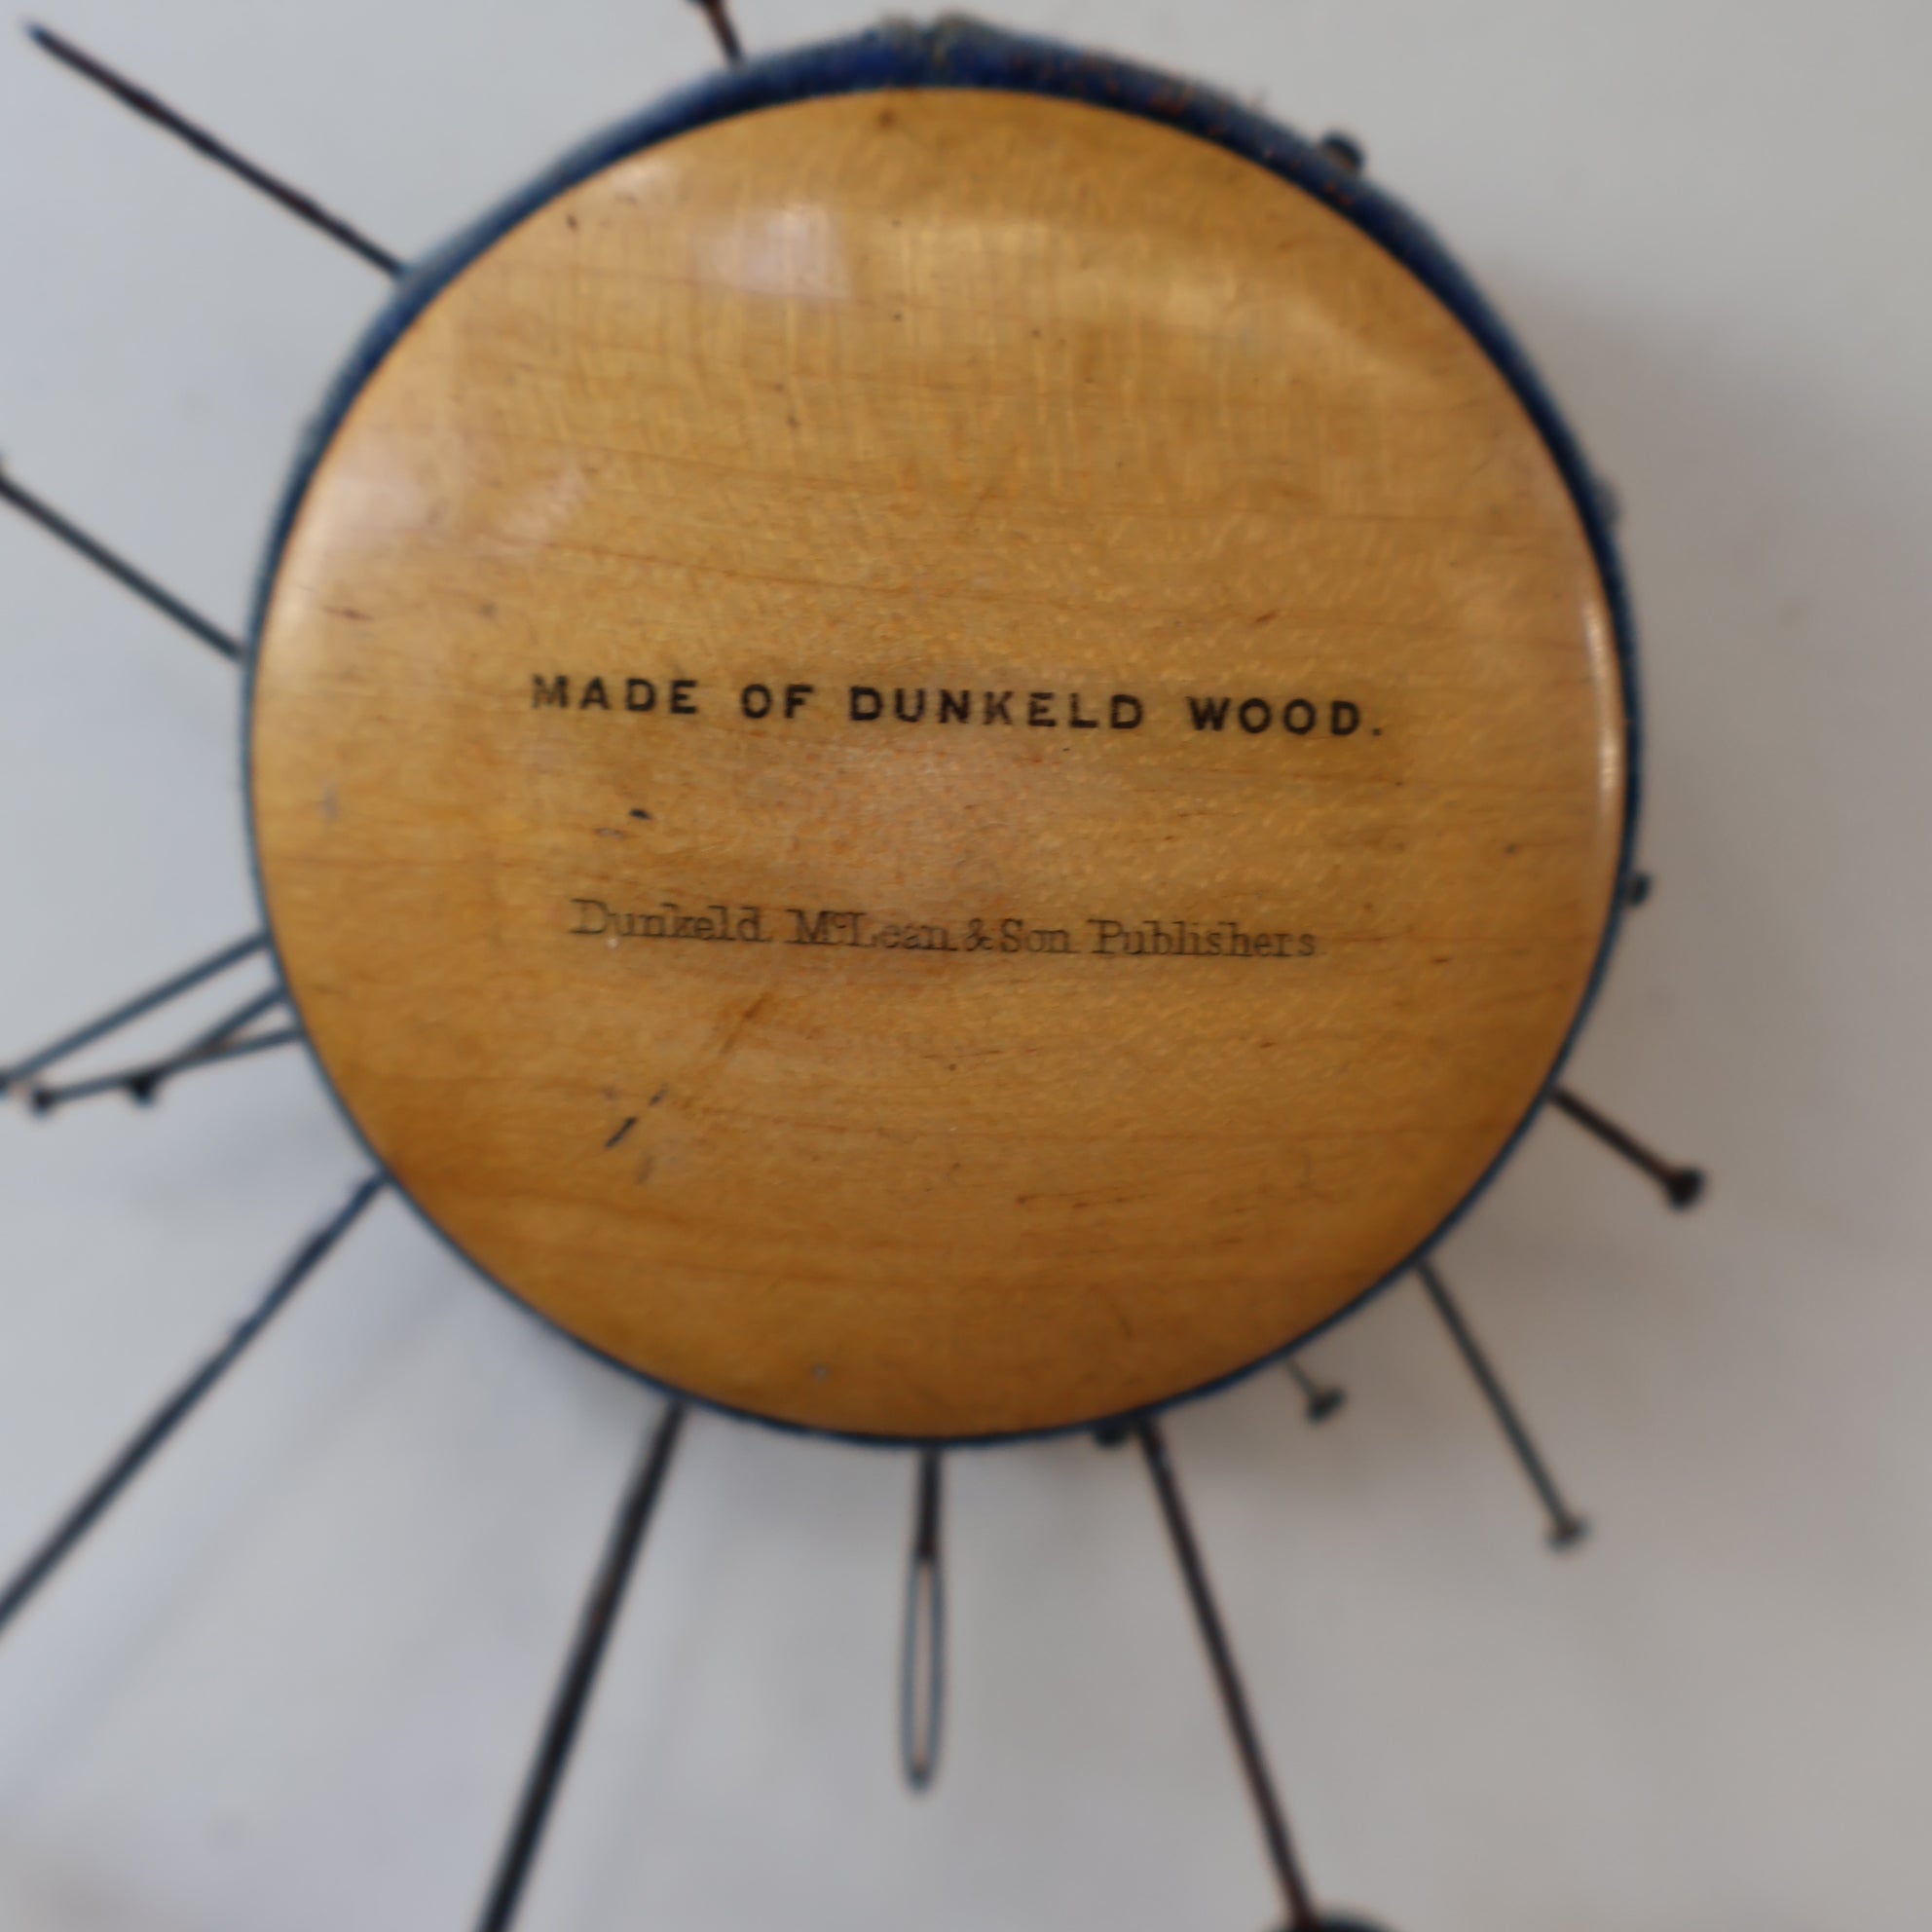 MADE OF DUNKELD WOOD.
Dunkeld. McLean & Son Publishers